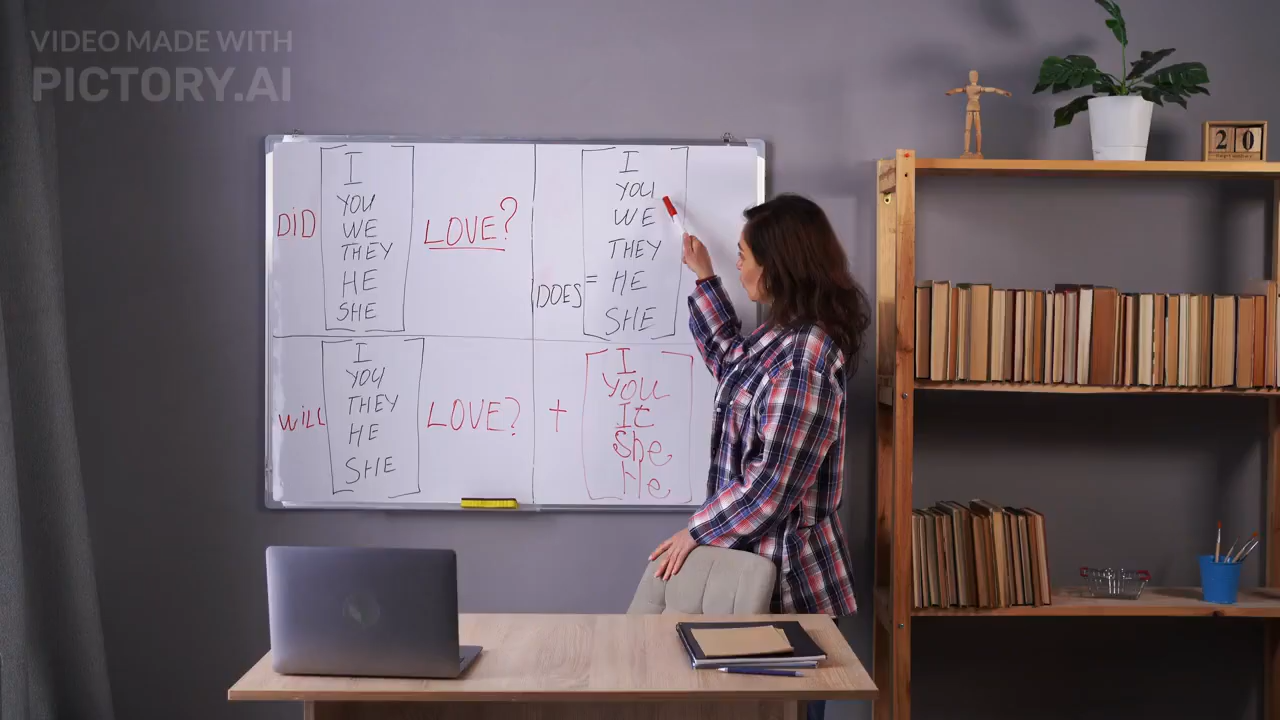 VIDEO MADE WITH
PICTORY.AI
DiD
I
YOU
WE
THEY
HE
SHE
LOVE?
DOES =
I
YOU
WE
THEY
HE
SHE
WiLL
I
YOU
THEY
HE
SHE
LOVE?
+
I
YOU
It
She
He
20